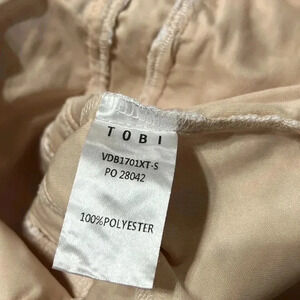 TOBI
VDB1701XT-S
PO 28042
100%POLYESTER